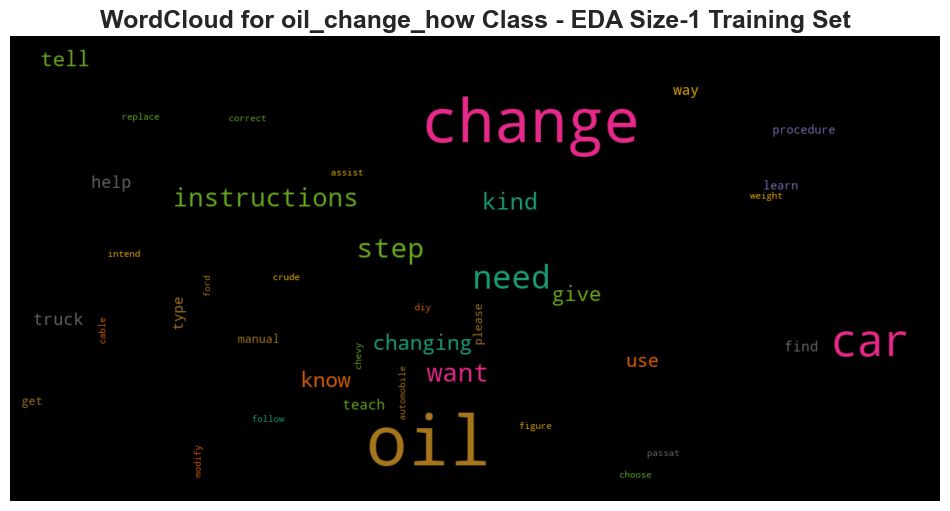 WordCloud for oil_change_how Class - EDA Size-1 Training Set
tell
way
change
replace
correct
procedure
assist
help
learn
instructions
weight
kind
step
intend
crude
need
ford
give
type
diy
please
truck
cable
manual
changing
car
find
chevy
use
want
know
automobile
get
teach
follow
figure
oil
passat
modify
choose